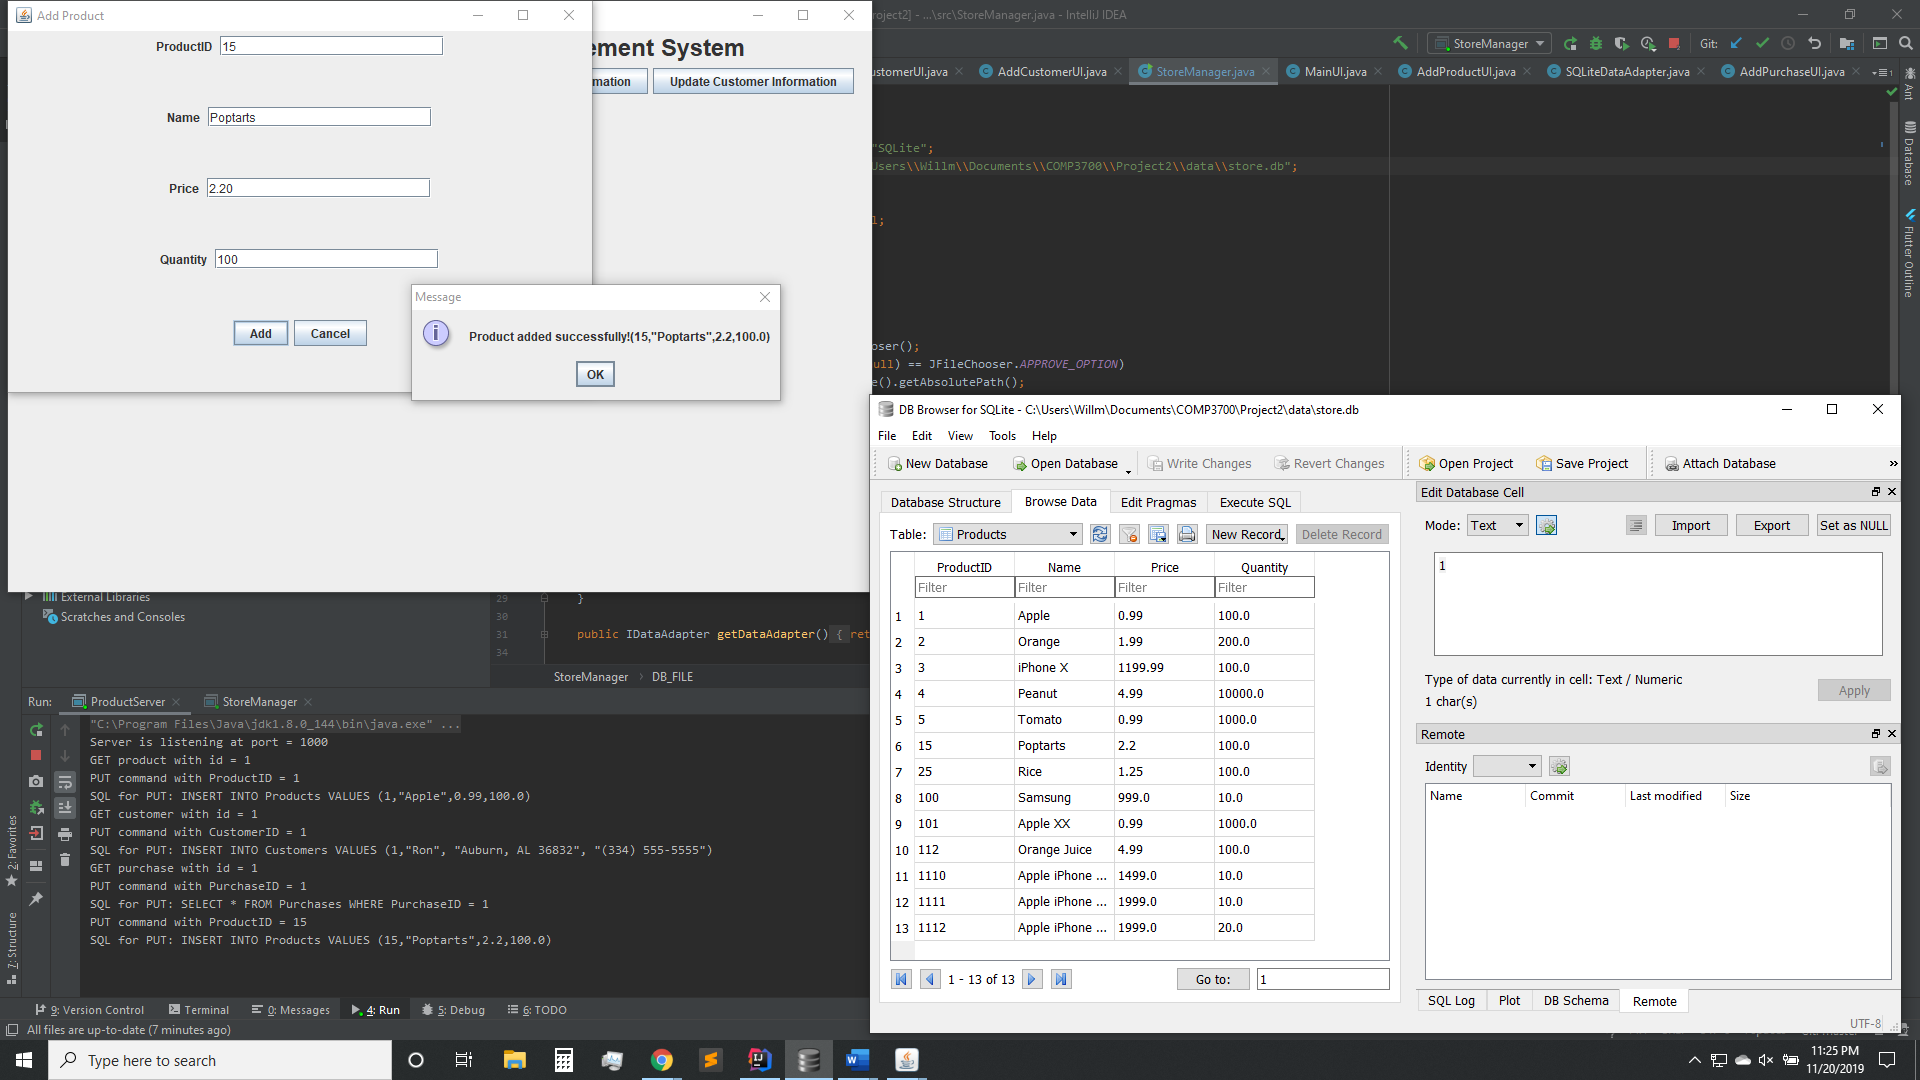 Add Product
ProductID 15
Name Poptarts
Price 2.20
Quantity 100
Add Cancel
ement System
mation Update Customer Information
Message
Product added successfully!(15,"Poptarts",2.2,100.0)
OK
roject2] - ...\src\StoreManager.java - IntelliJ IDEA
StoreManager Git:
ustomerUI.java AddCustomerUI.java StoreManager.java MainUI.java AddProductUI.java SQLiteDataAdapter.java AddPurchaseUI.java
Ant
Database
Flutter Outline
"SQLite";
Users\\Willm\\Documents\\COMP3700\\Project2\\data\\store.db";
l;
oser();
ull) == JFileChooser.APPROVE_OPTION)
e().getAbsolutePath();
External Libraries
Scratches and Consoles
29 }
30
31 public IDataAdapter getDataAdapter() { ret
34
StoreManager › DB_FILE
Run: ProductServer StoreManager
"C:\Program Files\Java\jdk1.8.0_144\bin\java.exe" ...
Server is listening at port = 1000
GET product with id = 1
PUT command with ProductID = 1
SQL for PUT: INSERT INTO Products VALUES (1,"Apple",0.99,100.0)
GET customer with id = 1
PUT command with CustomerID = 1
SQL for PUT: INSERT INTO Customers VALUES (1,"Ron", "Auburn, AL 36832", "(334) 555-5555")
GET purchase with id = 1
PUT command with PurchaseID = 1
SQL for PUT: SELECT * FROM Purchases WHERE PurchaseID = 1
PUT command with ProductID = 15
SQL for PUT: INSERT INTO Products VALUES (15,"Poptarts",2.2,100.0)
2: Favorites
7: Structure
9: Version Control Terminal 0: Messages 4: Run 5: Debug 6: TODO
All files are up-to-date (7 minutes ago)
DB Browser for SQLite - C:\Users\Willm\Documents\COMP3700\Project2\data\store.db
File Edit View Tools Help
New Database Open Database Write Changes Revert Changes Open Project Save Project Attach Database »
Database Structure Browse Data Edit Pragmas Execute SQL
Table: Products New Record Delete Record
ProductID Name Price Quantity
Filter Filter Filter Filter
1 1 Apple 0.99 100.0
2 2 Orange 1.99 200.0
3 3 iPhone X 1199.99 100.0
4 4 Peanut 4.99 10000.0
5 5 Tomato 0.99 1000.0
6 15 Poptarts 2.2 100.0
7 25 Rice 1.25 100.0
8 100 Samsung 999.0 10.0
9 101 Apple XX 0.99 1000.0
10 112 Orange Juice 4.99 100.0
11 1110 Apple iPhone ... 1499.0 10.0
12 1111 Apple iPhone ... 1999.0 10.0
13 1112 Apple iPhone ... 1999.0 20.0
1 - 13 of 13 Go to: 1
Edit Database Cell
Mode: Text Import Export Set as NULL
1
Type of data currently in cell: Text / Numeric
1 char(s)
Apply
Remote
Identity
Name Commit Last modified Size
SQL Log Plot DB Schema Remote
UTF-8
Type here to search
11:25 PM
11/20/2019